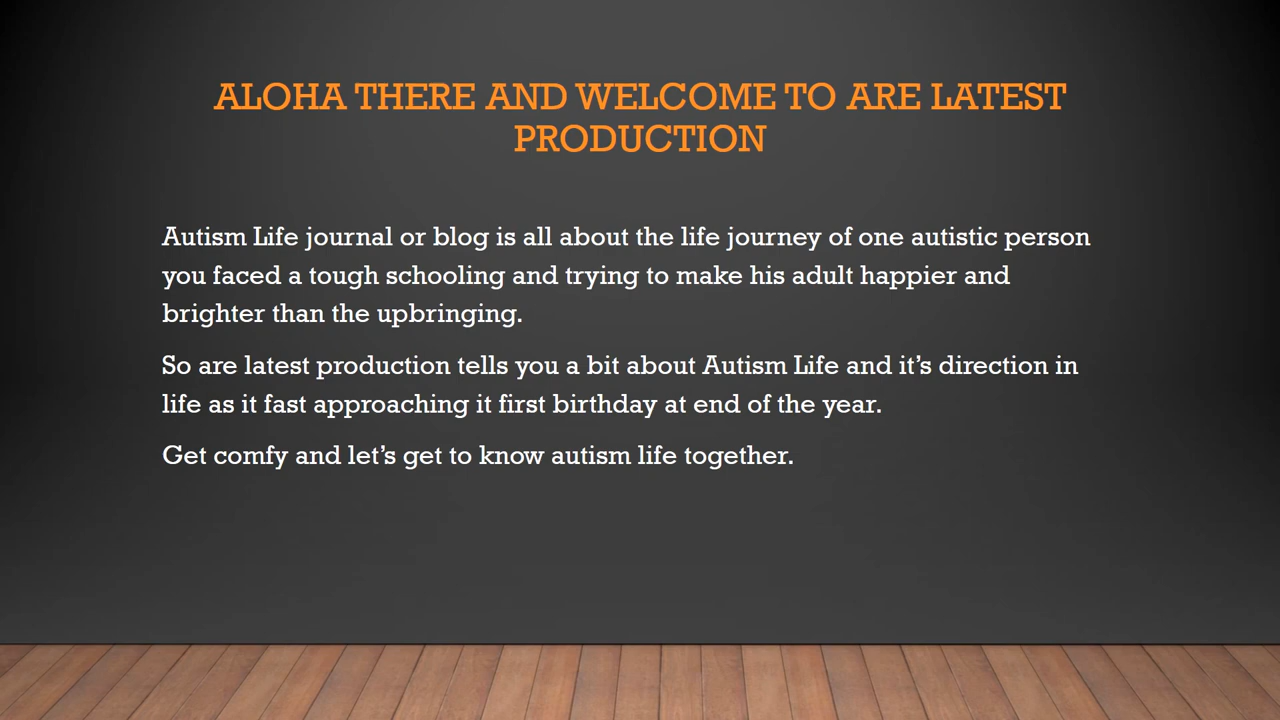 ALOHA THERE AND WELCOME TO ARE LATEST
PRODUCTION
Autism Life journal or blog is all about the life journey of one autistic person
you faced a tough schooling and trying to make his adult happier and
brighter than the upbringing.
So are latest production tells you a bit about Autism Life and it’s direction in
life as it fast approaching it first birthday at end of the year.
Get comfy and let’s get to know autism life together.